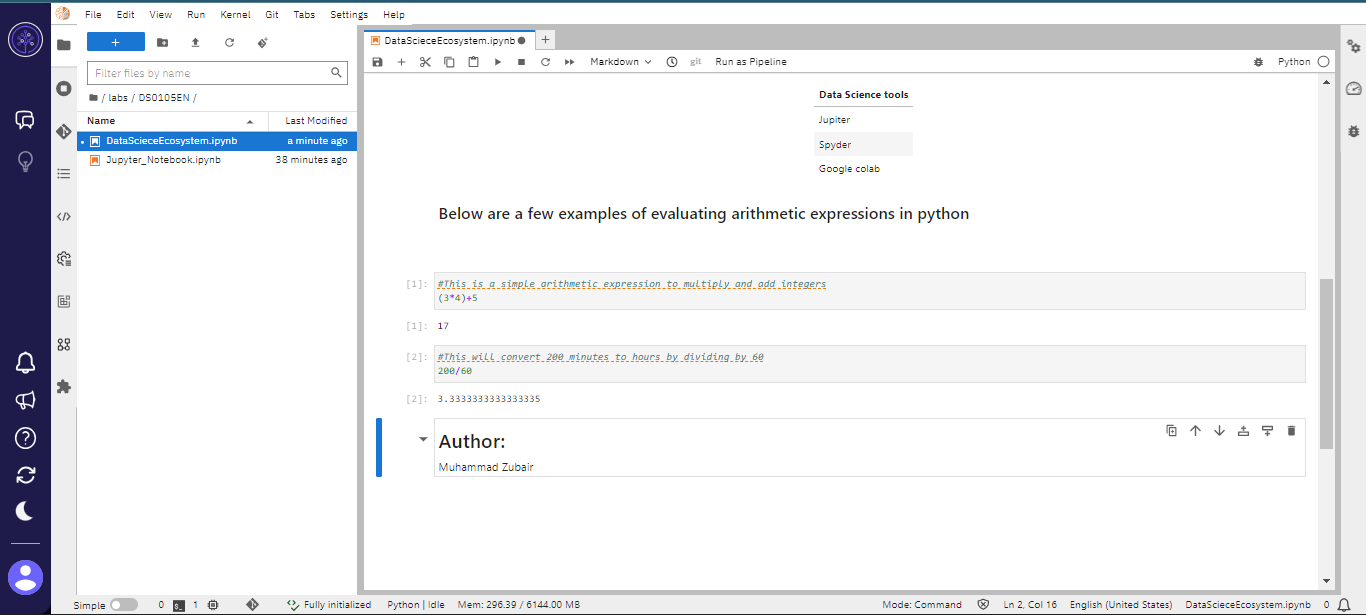 File Edit View Run Kernel Git Tabs Settings Help
+
Filter files by name
/ labs / DS0105EN /
Name Last Modified
DataScieceEcosystem.ipynb a minute ago
Jupyter_Notebook.ipynb 38 minutes ago
DataScieceEcosystem.ipynb
+
Markdown git Run as Pipeline Python
Data Science tools
Jupiter
Spyder
Google colab
Below are a few examples of evaluating arithmetic expressions in python
[1]: #This is a simple arithmetic expression to multiply and add integers
(3*4)+5
[1]: 17
[2]: #This will convert 200 minutes to hours by dividing by 60
200/60
[2]: 3.3333333333333335
Author:
Muhammad Zubair
Simple 0 1 Fully initialized Python | Idle Mem: 296.39 / 6144.00 MB Mode: Command Ln 2, Col 16 English (United States) DataScieceEcosystem.ipynb 0